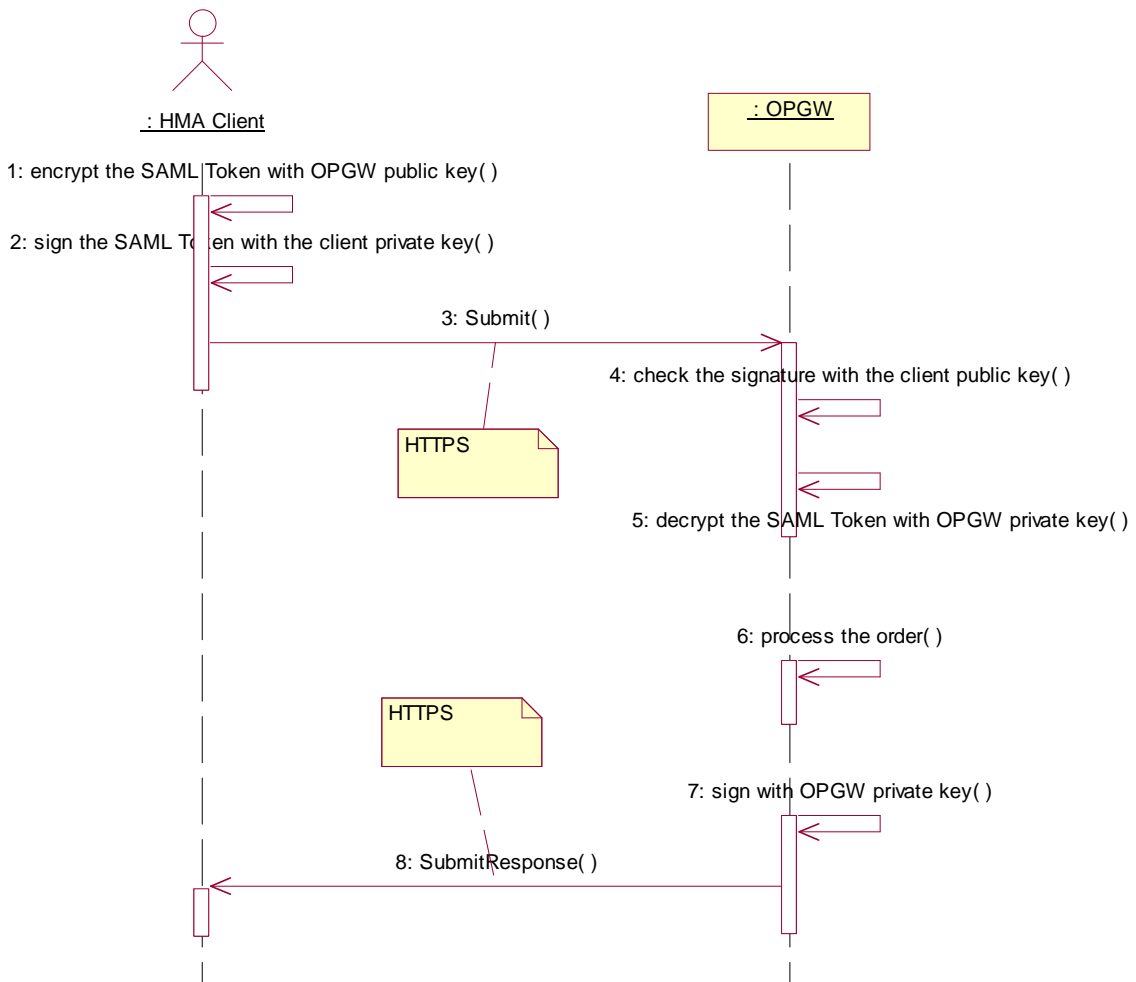 : HMA Client
: OPGW
1: encrypt the SAML Token with OPGW public key( )
2: sign the SAML Token with the client private key( )
3: Submit( )
4: check the signature with the client public key( )
HTTPS
5: decrypt the SAML Token with OPGW private key( )
6: process the order( )
HTTPS
7: sign with OPGW private key( )
8: SubmitResponse( )